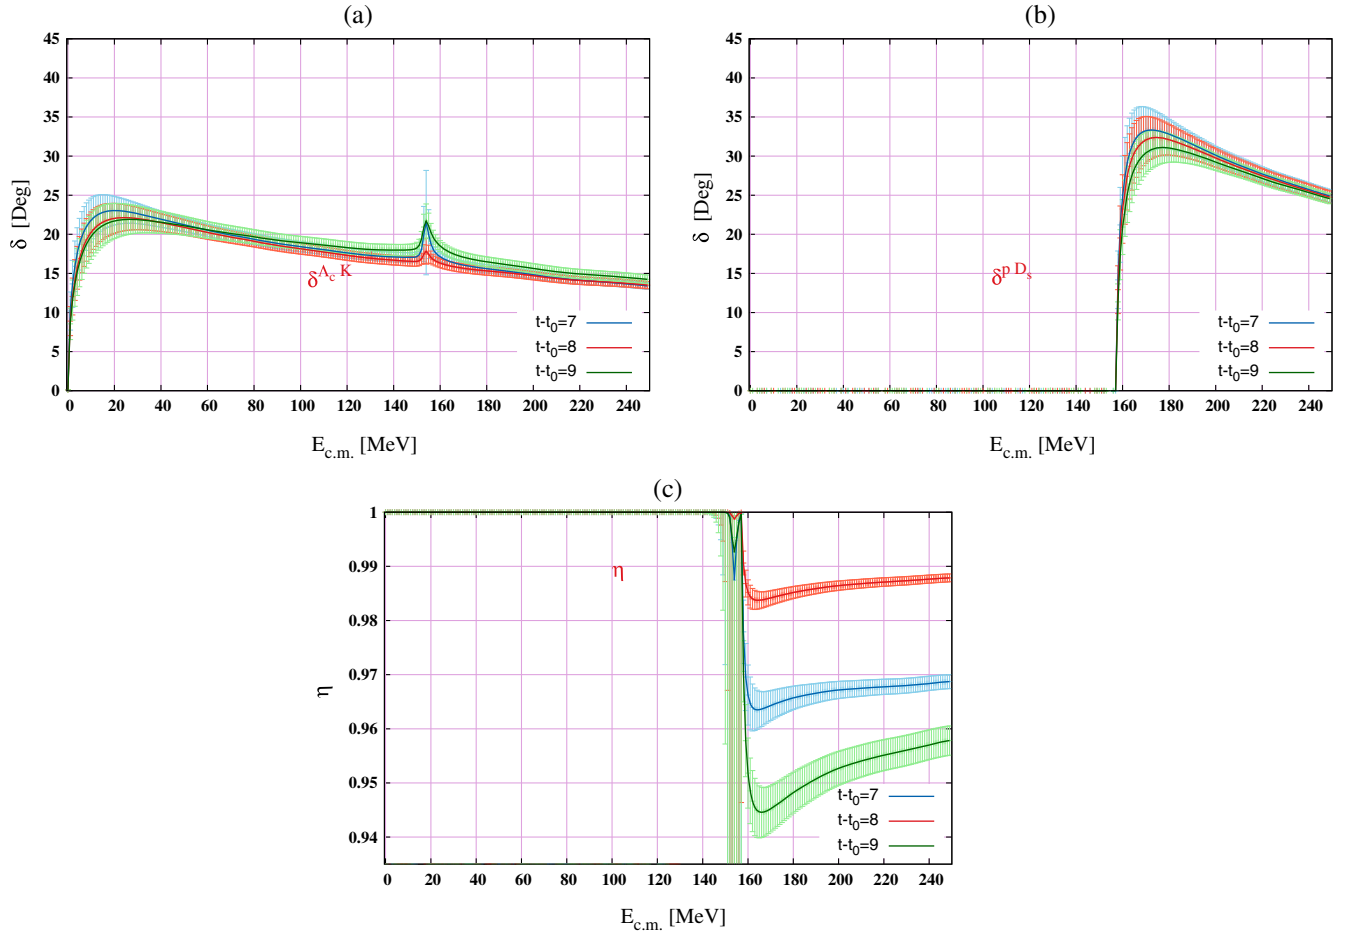 (a)
45
40
35
30
25
20
15
10
5
0
δ [Deg]
δ^{Λ_c K}
t-t₀=7
t-t₀=8
t-t₀=9
0 20 40 60 80 100 120 140 160 180 200 220 240
E_{c.m.} [MeV]
(b)
45
40
35
30
25
20
15
10
5
0
δ [Deg]
δ^{p D_s}
t-t₀=7
t-t₀=8
t-t₀=9
0 20 40 60 80 100 120 140 160 180 200 220 240
E_{c.m.} [MeV]
(c)
1
0.99
0.98
0.97
0.96
0.95
0.94
η
η
t-t₀=7
t-t₀=8
t-t₀=9
0 20 40 60 80 100 120 140 160 180 200 220 240
E_{c.m.} [MeV]